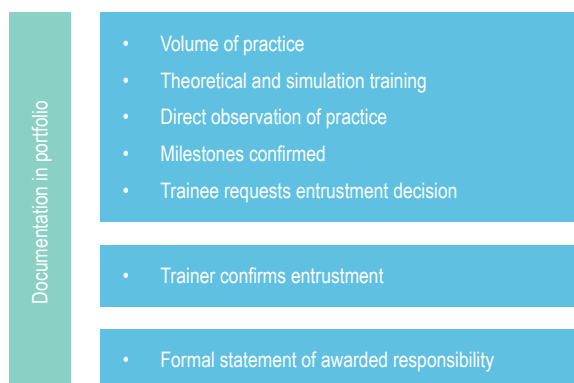 Documentation in portfolio
• Volume of practice
• Theoretical and simulation training
• Direct observation of practice
• Milestones confirmed
• Trainee requests entrustment decision
• Trainer confirms entrustment
• Formal statement of awarded responsibility